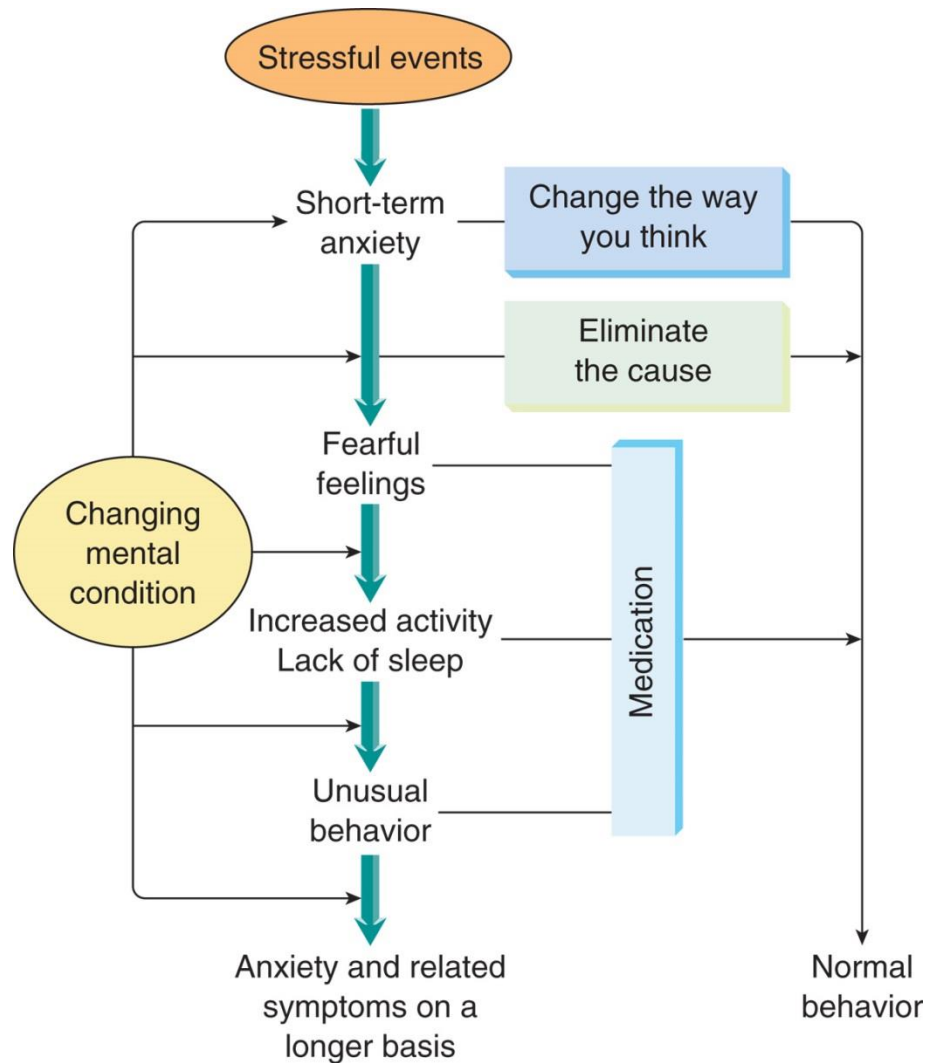 Stressful events
Short-term
anxiety
Change the way
you think
Eliminate
the cause
Fearful
feelings
Changing
mental
condition
Increased activity
Lack of sleep
Medication
Unusual
behavior
Anxiety and related
symptoms on a
longer basis
Normal
behavior